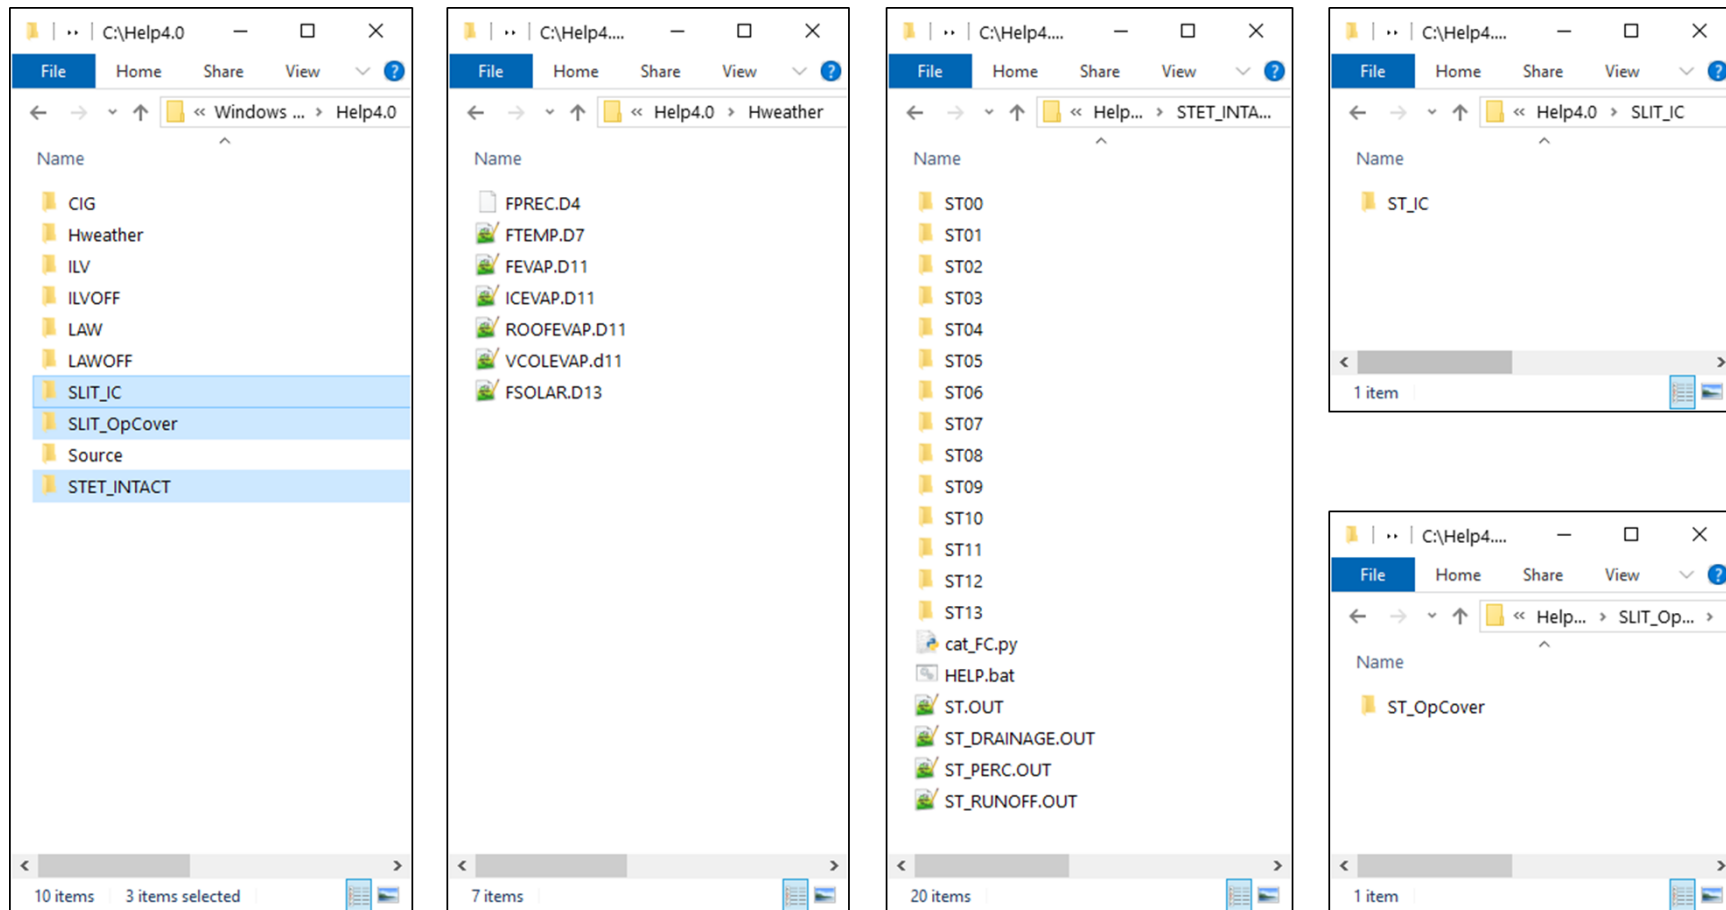 C:\Help4.0
File Home Share View
« Windows ... > Help4.0
Name
CIG
Hweather
ILV
ILVOFF
LAW
LAWOFF
SLIT_IC
SLIT_OpCover
Source
STET_INTACT
10 items 3 items selected
C:\Help4....
File Home Share View
« Help4.0 > Hweather
Name
FPREC.D4
FTEMP.D7
FEVAP.D11
ICEVAP.D11
ROOFEVAP.D11
VCOLEVAP.d11
FSOLAR.D13
7 items
C:\Help4....
File Home Share View
« Help... > STET_INTA...
Name
ST00
ST01
ST02
ST03
ST04
ST05
ST06
ST07
ST08
ST09
ST10
ST11
ST12
ST13
cat_FC.py
HELP.bat
ST.OUT
ST_DRAINAGE.OUT
ST_PERC.OUT
ST_RUNOFF.OUT
20 items
C:\Help4....
File Home Share View
« Help4.0 > SLIT_IC
Name
ST_IC
1 item
C:\Help4....
File Home Share View
« Help... > SLIT_Op... >
Name
ST_OpCover
1 item